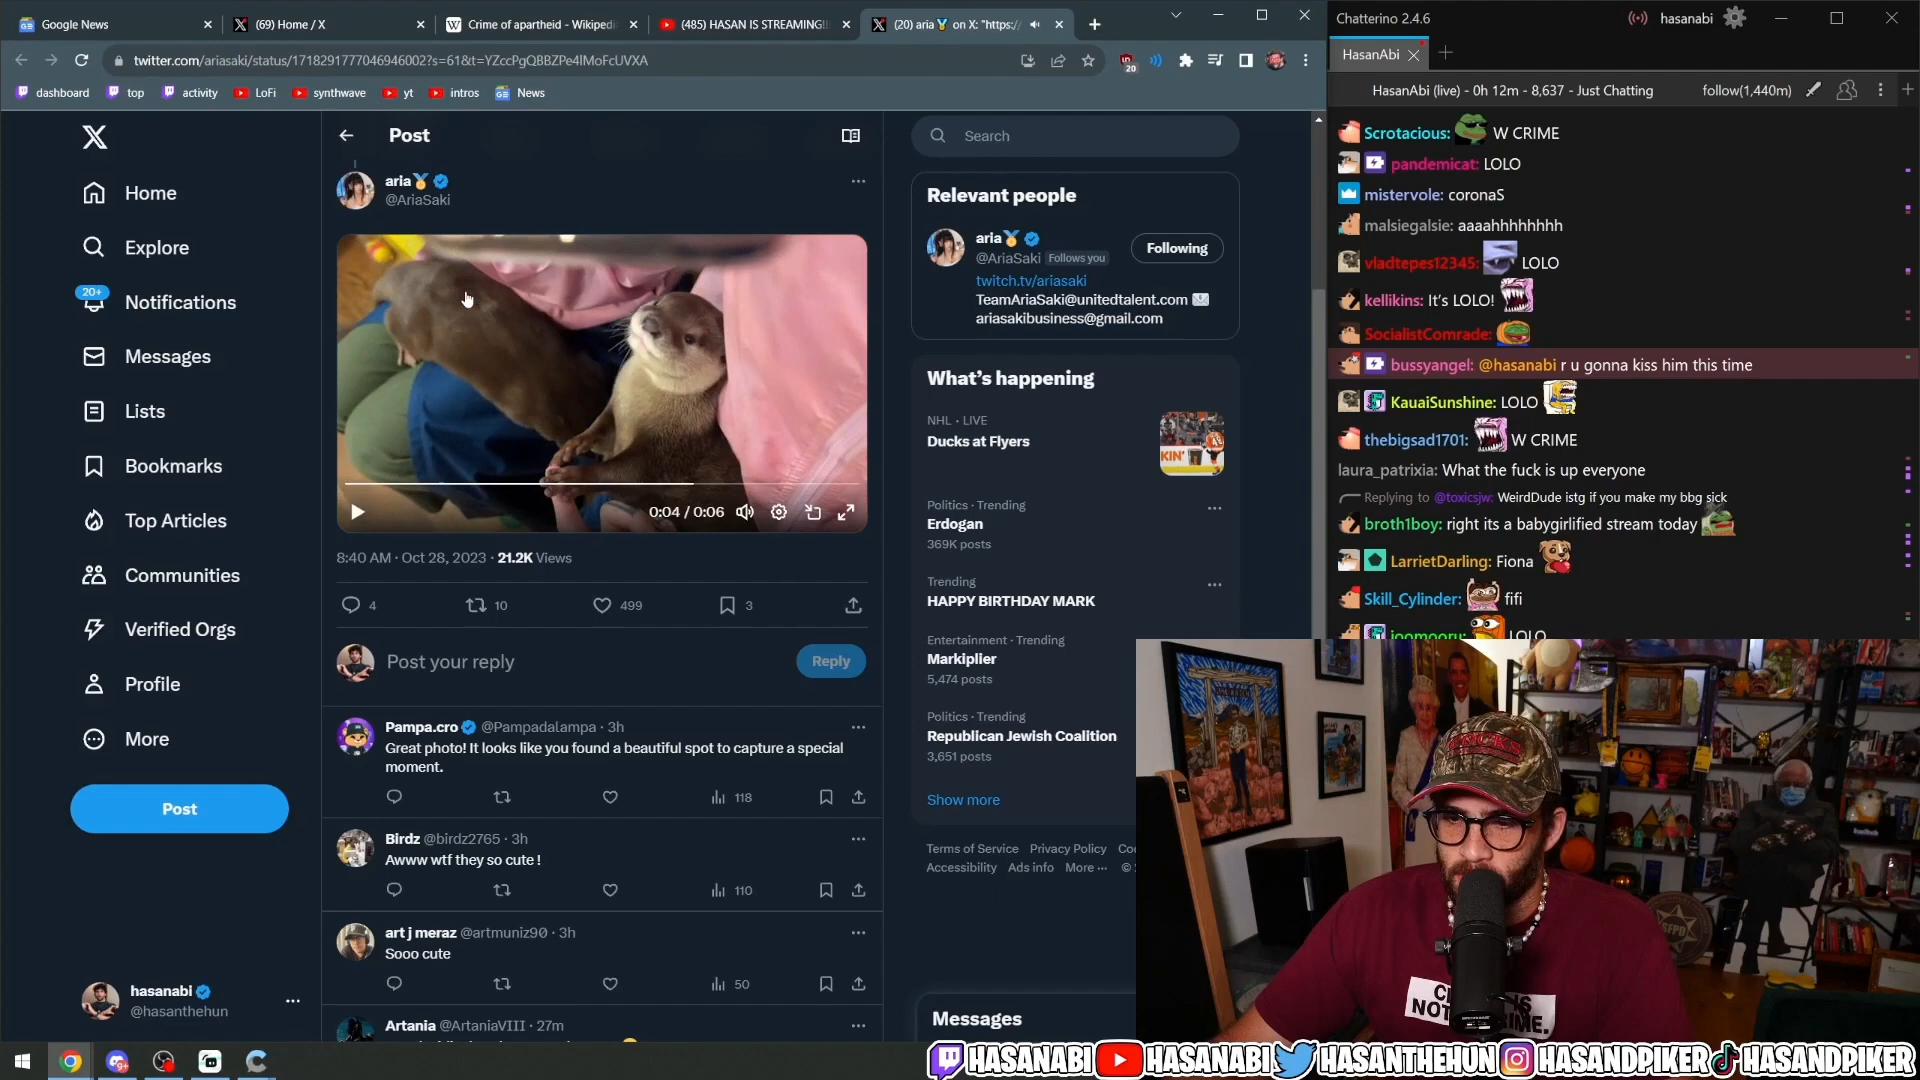 Google News
(69) Home / X
Crime of apartheid - Wikipedi
(485) HASAN IS STREAMING!!
(20) aria🏅 on X: "https:/
twitter.com/ariasaki/status/1718291777046946002?s=61&t=YZccPgQBBZPe4IMoFcUVXA
20
dashboard
top
activity
LoFi
synthwave
yt
intros
News
Home
Explore
20+
Notifications
Messages
Lists
Bookmarks
Top Articles
Communities
Verified Orgs
Profile
More
Post
hasanabi
@hasanthehun
Post
aria🏅
@AriaSaki
0:04 / 0:06
8:40 AM · Oct 28, 2023 · 21.2K Views
4 10 499 3
Post your reply
Reply
Pampa.cro @Pampadalampa · 3h
Great photo! It looks like you found a beautiful spot to capture a special
moment.
118
Birdz @birdz2765 · 3h
Awww wtf they so cute !
110
art j meraz @artmuniz90 · 3h
Sooo cute
50
Artania @ArtaniaVIII · 27m
Search
Relevant people
aria🏅
@AriaSaki Follows you
Following
twitch.tv/ariasaki
TeamAriaSaki@unitedtalent.com ✉
ariasakibusiness@gmail.com
What's happening
NHL · LIVE
Ducks at Flyers
KIN'
Politics · Trending
Erdogan
369K posts
Trending
HAPPY BIRTHDAY MARK
Entertainment · Trending
Markiplier
5,474 posts
Politics · Trending
Republican Jewish Coalition
3,651 posts
Show more
Terms of Service Privacy Policy Coo
Accessibility Ads info More ··· ©
Messages
Chatterino 2.4.6
hasanabi
HasanAbi
HasanAbi (live) - 0h 12m - 8,637 - Just Chatting
follow(1,440m)
Scrotacious: W CRIME
pandemicat: LOLO
mistervole: coronaS
malsiegalsie: aaaahhhhhhhh
vladtepes12345: LOLO
kellikins: It's LOLO!
SocialistComrade:
bussyangel: @hasanabi r u gonna kiss him this time
KauaiSunshine: LOLO
thebigsad1701: W CRIME
laura_patrixia: What the fuck is up everyone
Replying to @toxicsjw: WeirdDude istg if you make my bbg sick
broth1boy: right its a babygirlified stream today
LarrietDarling: Fiona
Skill_Cylinder: fifi
joomooru: LOLO
SFPD
HASANABI HASANABI HASANTHEHUN HASANDPIKER HASANDPIKER